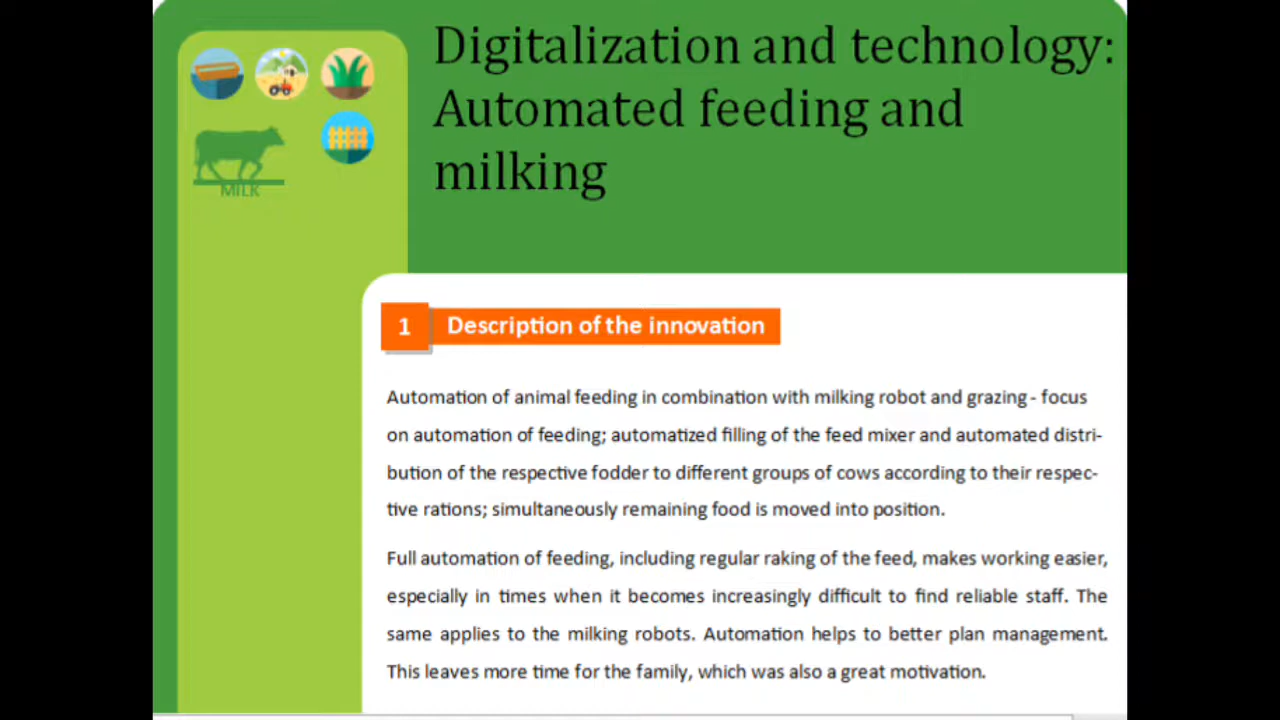 Digitalization and technology:
Automated feeding and
milking
MILK
1 Description of the innovation
Automation of animal feeding in combination with milking robot and grazing - focus
on automation of feeding; automatized filling of the feed mixer and automated distri-
bution of the respective fodder to different groups of cows according to their respec-
tive rations; simultaneously remaining food is moved into position.
Full automation of feeding, including regular raking of the feed, makes working easier,
especially in times when it becomes increasingly difficult to find reliable staff. The
same applies to the milking robots. Automation helps to better plan management.
This leaves more time for the family, which was also a great motivation.